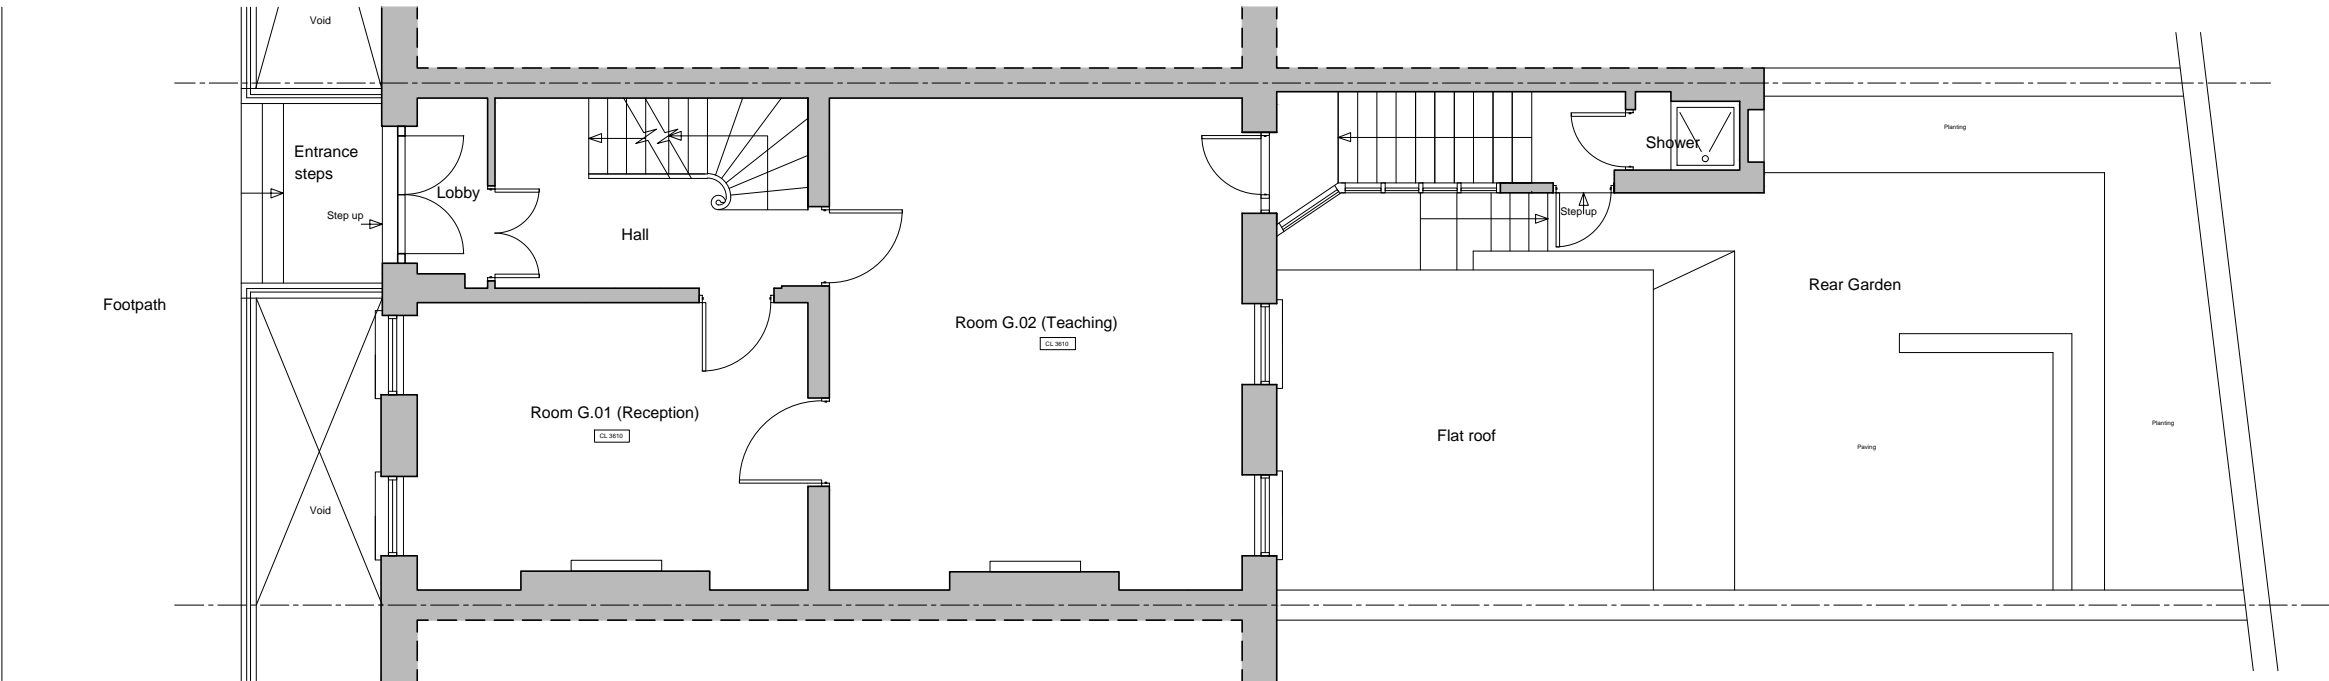 Void
Entrance
steps
Step up
Lobby
Hall
Footpath
Void
Room G.01 (Reception)
CL 3610
Room G.02 (Teaching)
CL 3610
Shower
Step up
Flat roof
Rear Garden
Planting
Planting
Paving